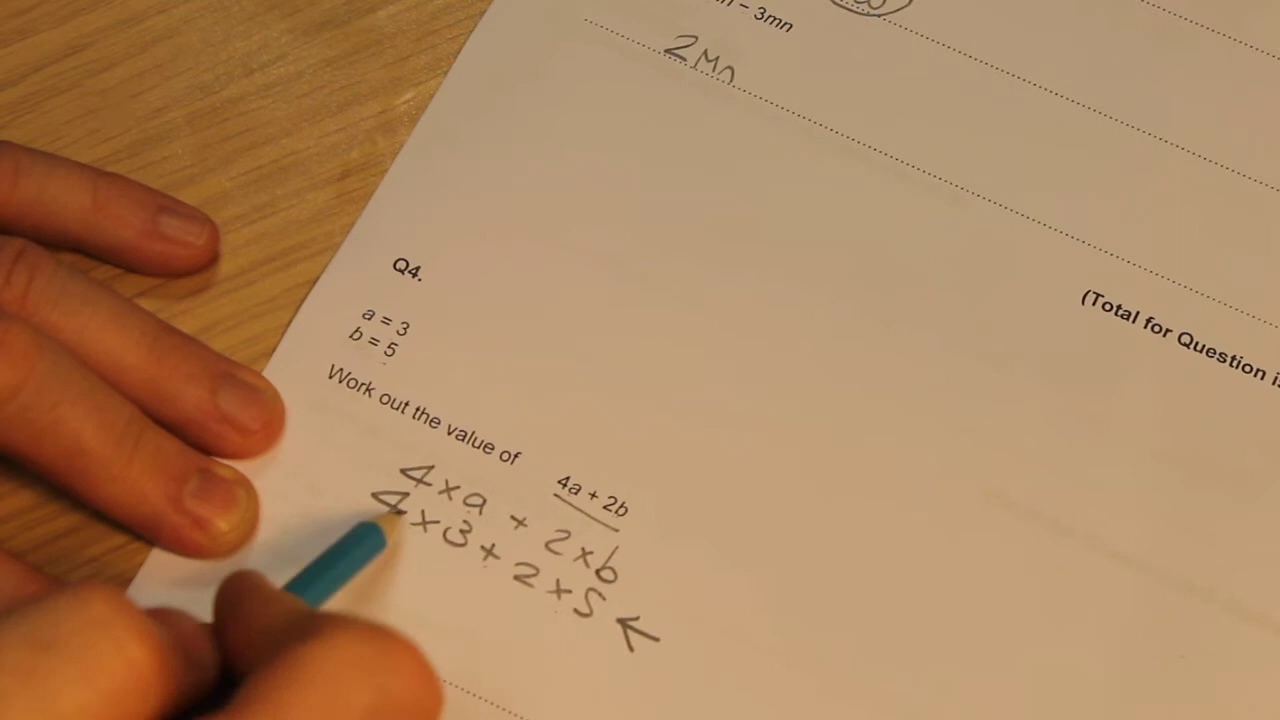 – 3mn
2mn
(Total for Question
Q4.
a = 3
b = 5
Work out the value of
4a + 2b
4×a + 2×b
4×3 + 2×5 ←